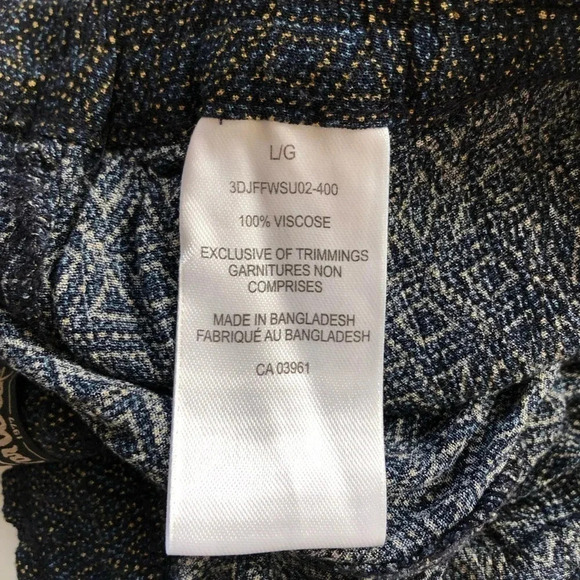 L/G
3DJFFWSU02-400
100% VISCOSE
EXCLUSIVE OF TRIMMINGS
GARNITURES NON
COMPRISES
MADE IN BANGLADESH
FABRIQUÉ AU BANGLADESH
CA 03961